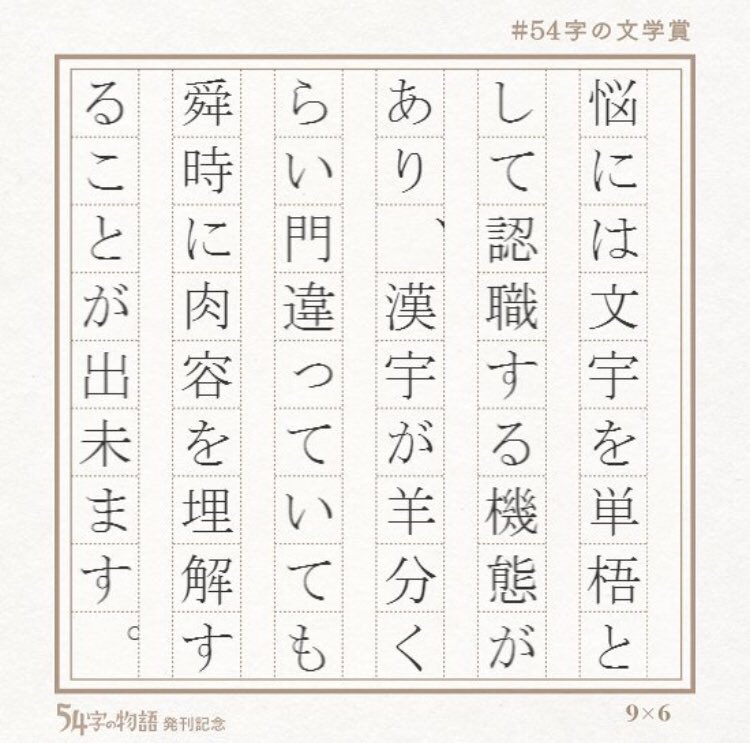 #54字の文学賞
悩には文宇を単梧と
して認職する機態が
あり、漢宇が羊分く
らい門違っていても
舜時に肉容を埋解す
ることが出未ます。
54字の物語 発刊記念
9×6